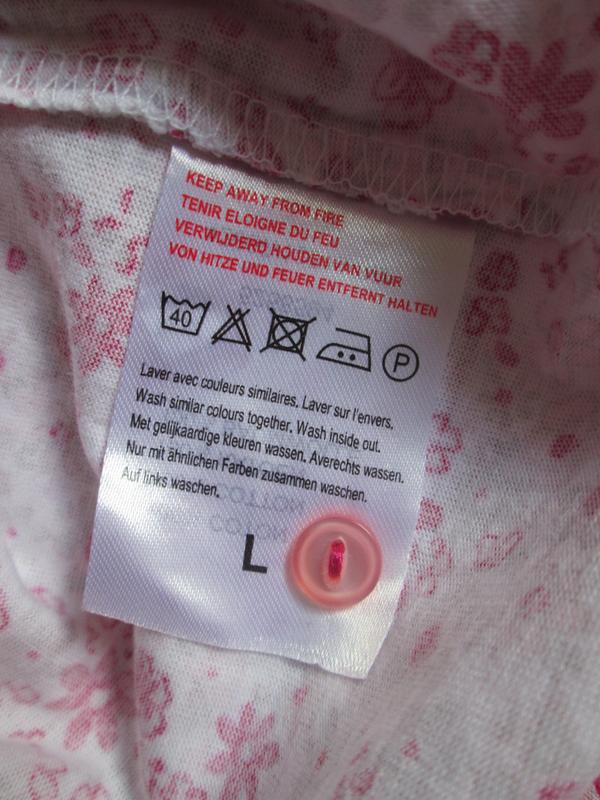 KEEP AWAY FROM FIRE
TENIR ELOIGNE DU FEU
VERWIJDERD HOUDEN VAN VUUR
VON HITZE UND FEUER ENTFERNT HALTEN
40 P
Laver avec couleurs similaires. Laver sur l'envers.
Wash similar colours together. Wash inside out.
Met gelijkaardige kleuren wassen. Averechts wassen.
Nur mit ähnlichen Farben zusammen waschen.
Auf links waschen.
L